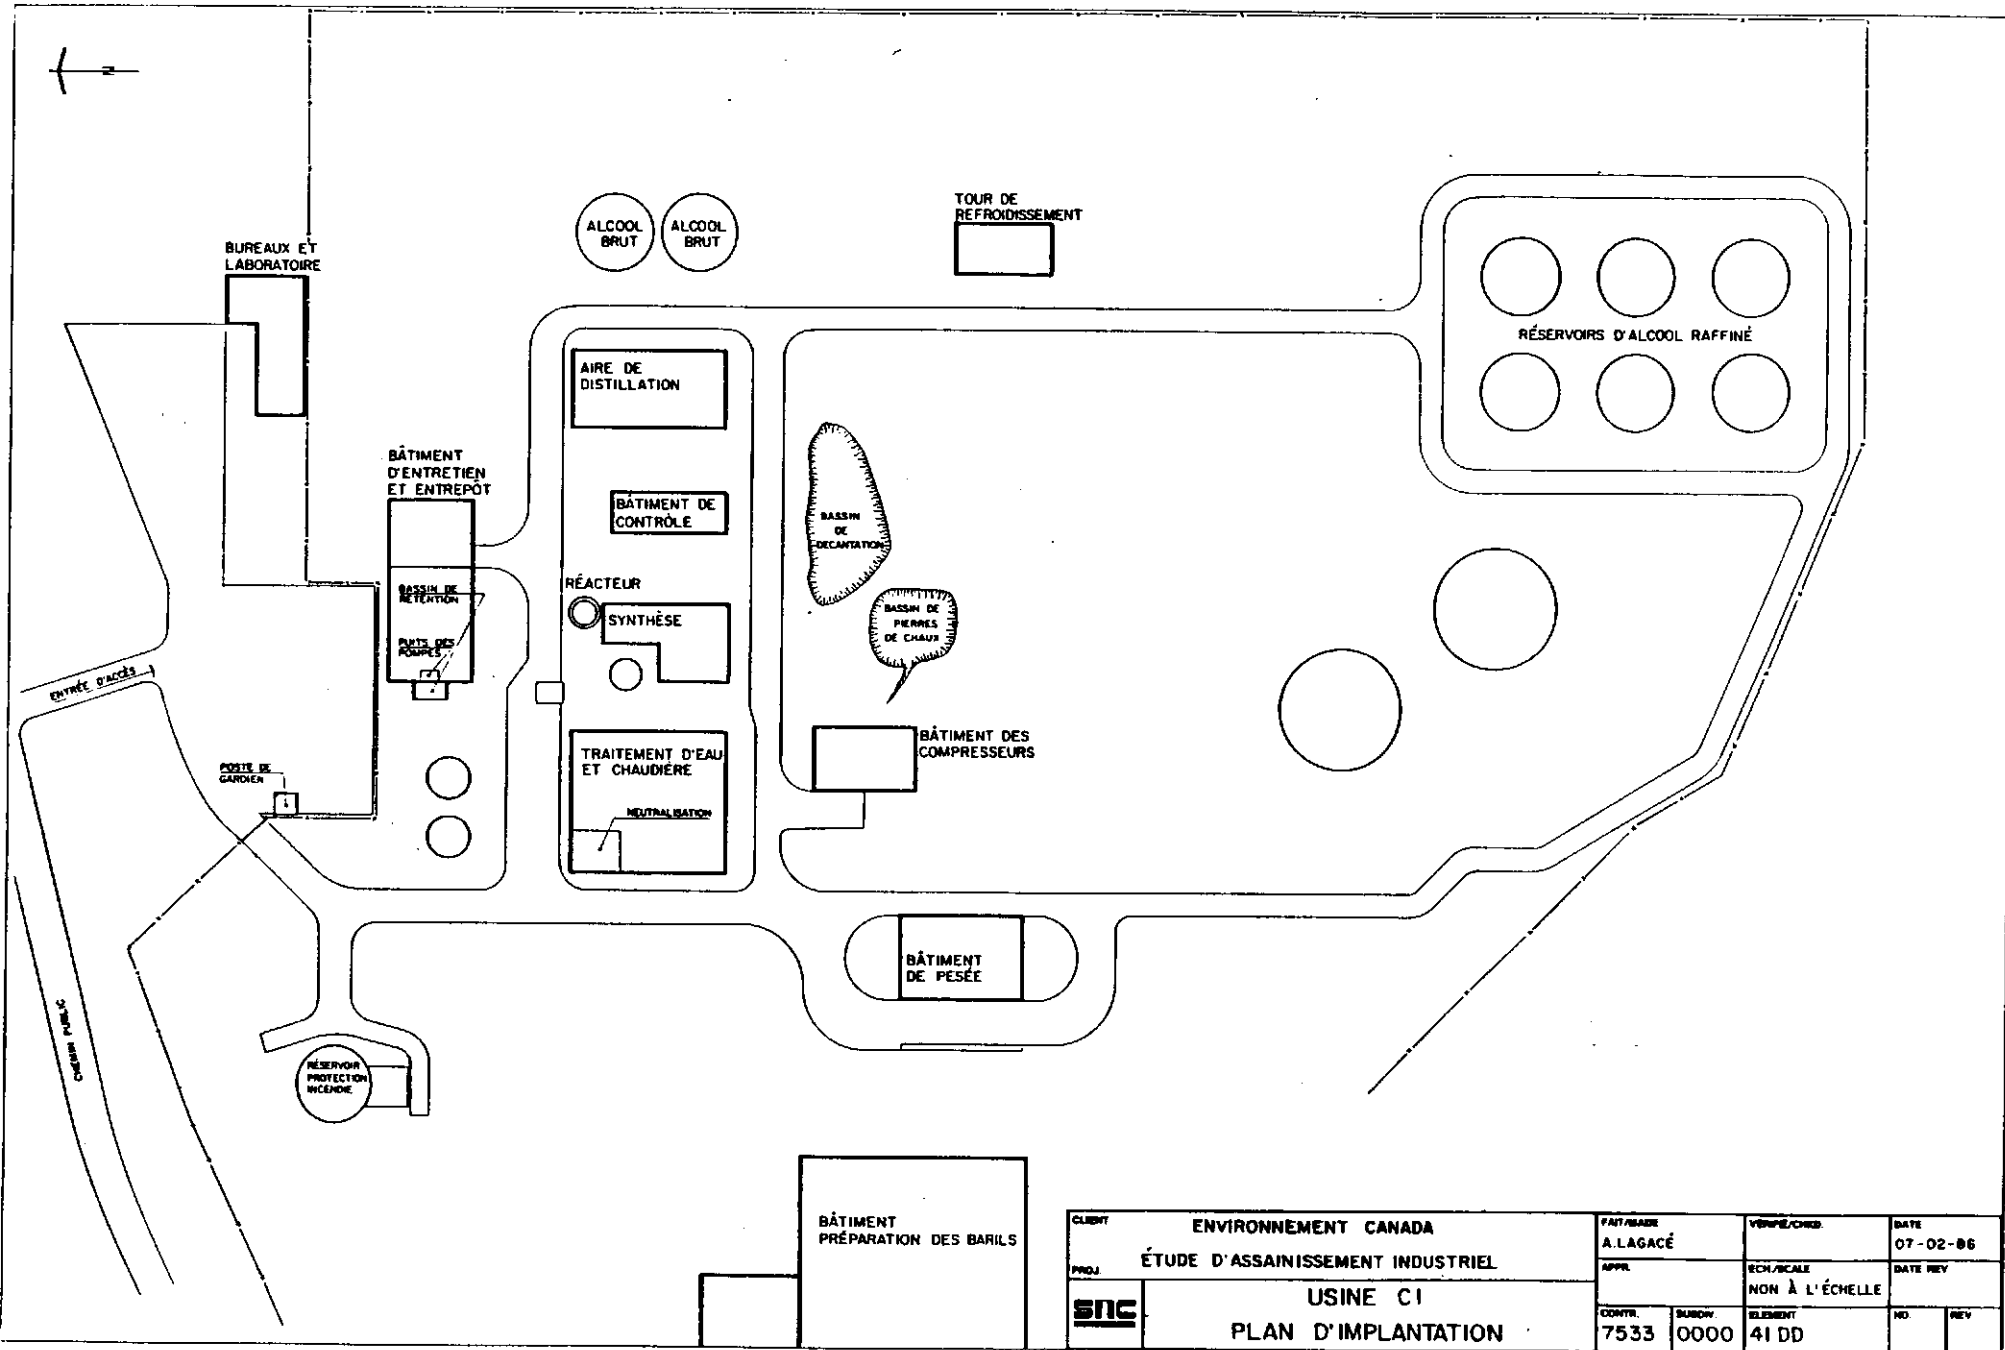 N
TOUR DE
REFROIDISSEMENT
ALCOOL
BRUT
ALCOOL
BRUT
BUREAUX ET
LABORATOIRE
RÉSERVOIRS D'ALCOOL RAFFINÉ
AIRE DE
DISTILLATION
BÂTIMENT
D'ENTRETIEN
ET ENTREPÔT
BÂTIMENT DE
CONTRÔLE
BASSIN
DE
DECANTATION
RÉACTEUR
SYNTHÈSE
BASSIN DE
RETENTION
BASSIN DE
PIERRES
DE CHAUX
PUITS DES
POMPES
ENTRÉE D'ACCÈS
BÂTIMENT DES
COMPRESSEURS
TRAITEMENT D'EAU
ET CHAUDIÈRE
POSTE DE
GARDIEN
NEUTRALISATION
BÂTIMENT
DE PESÉE
CHEMIN PUBLIC
RÉSERVOIR
PROTECTION
INCENDIE
BÂTIMENT
PRÉPARATION DES BARILS
CLIENT
ENVIRONNEMENT CANADA
PROJ.
ÉTUDE D'ASSAINISSEMENT INDUSTRIEL
SNC
USINE C1
PLAN D'IMPLANTATION
FAIT/MADE
A.LAGACÉ
VÉRIFIÉ/CHKD.
DATE
07-02-86
APPR.
ECH./SCALE
NON À L'ÉCHELLE
DATE REV
CONTR.
7533
SUBDIV.
0000
ELEMENT
41 DD
NO.
REV